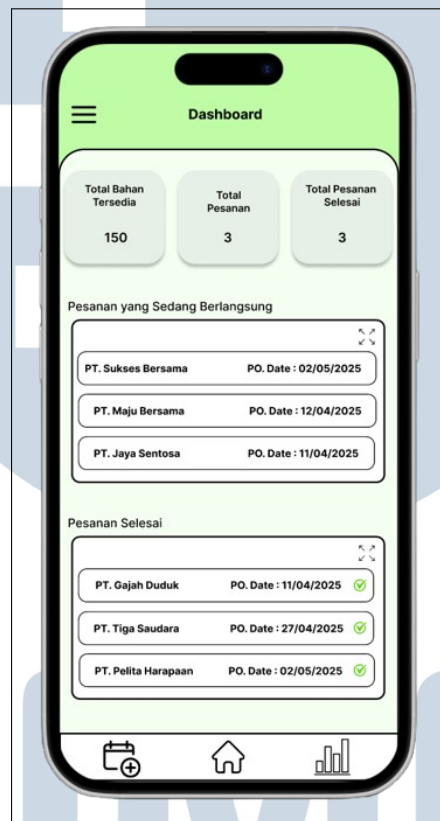 Dashboard
Total Bahan
Tersedia
150
Total
Pesanan
3
Total Pesanan
Selesai
3
Pesanan yang Sedang Berlangsung
PT. Sukses Bersama PO. Date : 02/05/2025
PT. Maju Bersama PO. Date : 12/04/2025
PT. Jaya Sentosa PO. Date : 11/04/2025
Pesanan Selesai
PT. Gajah Duduk PO. Date : 11/04/2025
PT. Tiga Saudara PO. Date : 27/04/2025
PT. Pelita Harapaan PO. Date : 02/05/2025